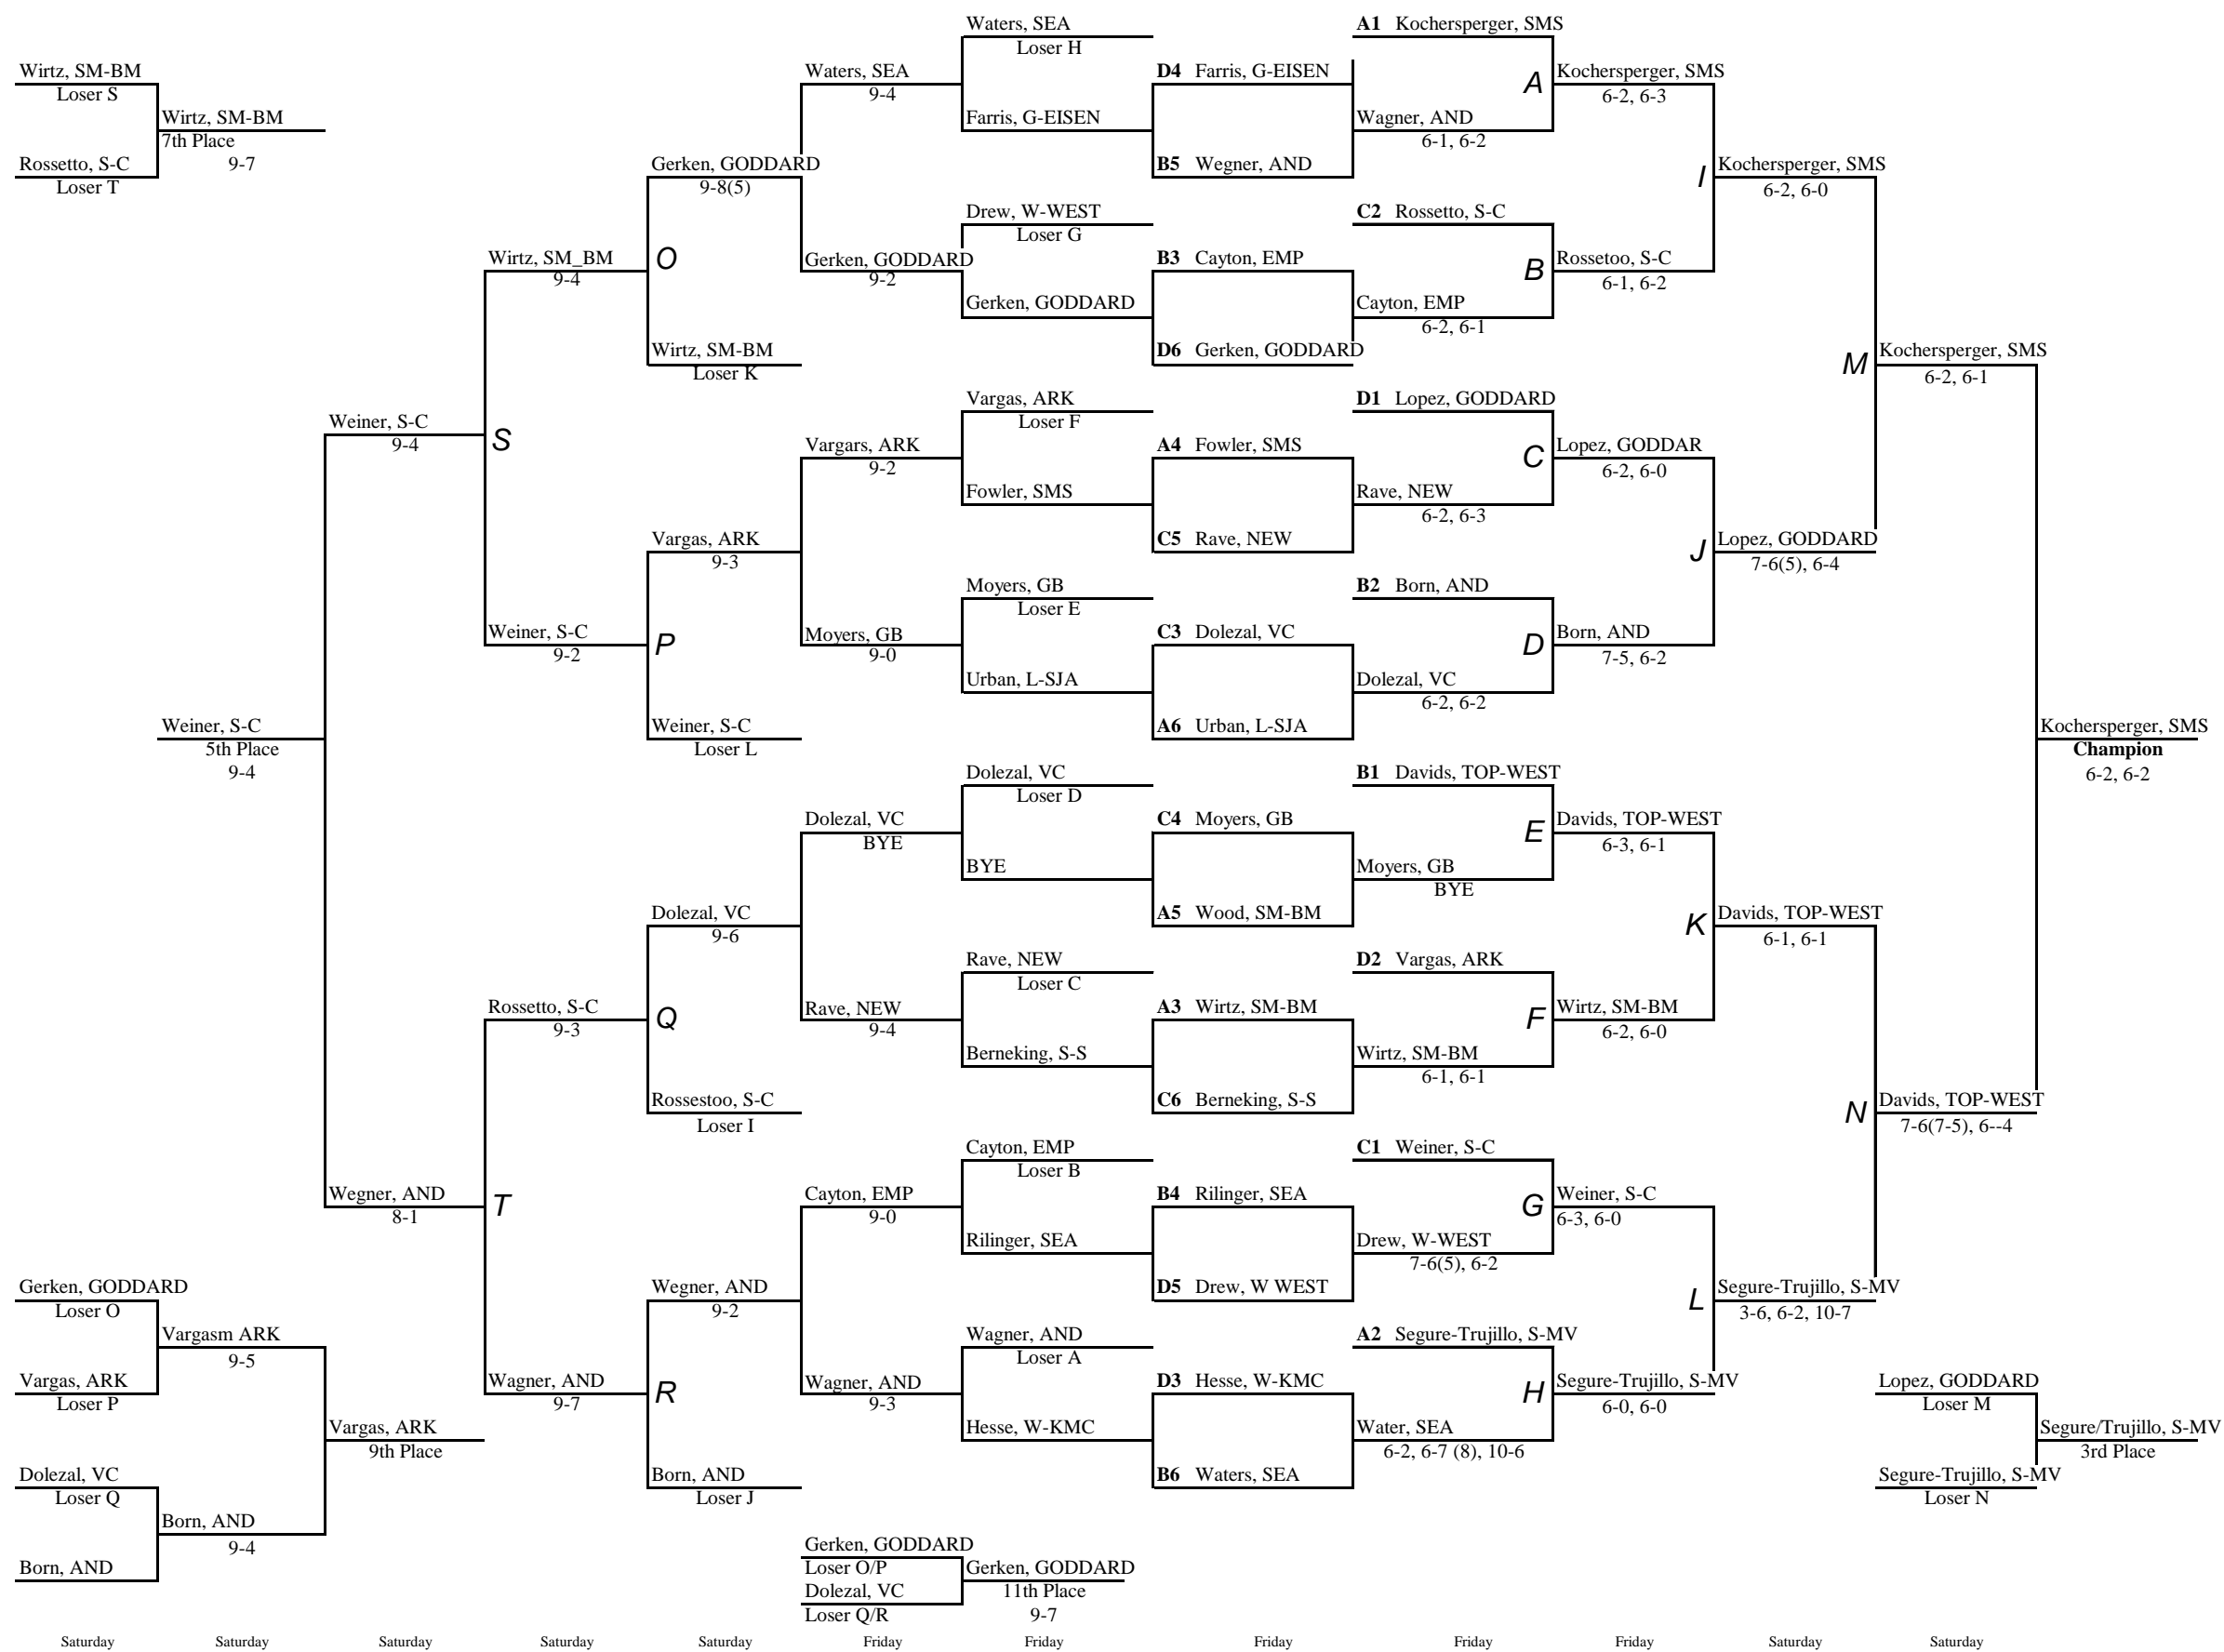 Wirtz, SM-BM
Loser S
Wirtz, SM-BM
7th Place
9-7
Rossetto, S-C
Loser T
Weiner, S-C
5th Place
9-4
Gerken, GODDARD
Loser O
Vargasm ARK
9-5
Vargas, ARK
Loser P
Dolezal, VC
Loser Q
Born, AND
9-4
Born, AND
Weiner, S-C
9-4
Wegner, AND
8-1
Vargas, ARK
9th Place
Wirtz, SM_BM
9-4
S
Weiner, S-C
9-2
Rossetto, S-C
9-3
T
Wagner, AND
9-7
Gerken, GODDARD
9-8(5)
O
Wirtz, SM-BM
Loser K
Vargas, ARK
9-3
P
Weiner, S-C
Loser L
Dolezal, VC
9-6
Q
Rossestoo, S-C
Loser I
Wegner, AND
9-2
R
Born, AND
Loser J
Waters, SEA
9-4
Gerken, GODDARD
9-2
Vargars, ARK
9-2
Moyers, GB
9-0
Dolezal, VC
BYE
Rave, NEW
9-4
Cayton, EMP
9-0
Wagner, AND
9-3
Gerken, GODDARD
Loser O/P
Dolezal, VC
Loser Q/R
Gerken, GODDARD
11th Place
9-7
Waters, SEA
Loser H
Farris, G-EISEN
Drew, W-WEST
Loser G
Gerken, GODDARD
Vargas, ARK
Loser F
Fowler, SMS
Moyers, GB
Loser E
Urban, L-SJA
Dolezal, VC
Loser D
BYE
Rave, NEW
Loser C
Berneking, S-S
Cayton, EMP
Loser B
Rilinger, SEA
Wagner, AND
Loser A
Hesse, W-KMC
D4 Farris, G-EISEN
B5 Wegner, AND
B3 Cayton, EMP
D6 Gerken, GODDARD
A4 Fowler, SMS
C5 Rave, NEW
C3 Dolezal, VC
A6 Urban, L-SJA
C4 Moyers, GB
A5 Wood, SM-BM
A3 Wirtz, SM-BM
C6 Berneking, S-S
B4 Rilinger, SEA
D5 Drew, W WEST
D3 Hesse, W-KMC
B6 Waters, SEA
A1 Kochersperger, SMS
Wagner, AND
6-1, 6-2
C2 Rossetto, S-C
Cayton, EMP
6-2, 6-1
D1 Lopez, GODDARD
Rave, NEW
6-2, 6-3
B2 Born, AND
Dolezal, VC
6-2, 6-2
B1 Davids, TOP-WEST
Moyers, GB
BYE
D2 Vargas, ARK
Wirtz, SM-BM
6-1, 6-1
C1 Weiner, S-C
Drew, W-WEST
7-6(5), 6-2
A2 Segure-Trujillo, S-MV
Water, SEA
6-2, 6-7 (8), 10-6
A
Kochersperger, SMS
6-2, 6-3
B
Rossetoo, S-C
6-1, 6-2
C
Lopez, GODDAR
6-2, 6-0
D
Born, AND
7-5, 6-2
E
Davids, TOP-WEST
6-3, 6-1
F
Wirtz, SM-BM
6-2, 6-0
G
Weiner, S-C
6-3, 6-0
H
Segure-Trujillo, S-MV
6-0, 6-0
I
Kochersperger, SMS
6-2, 6-0
J
Lopez, GODDARD
7-6(5), 6-4
K
Davids, TOP-WEST
6-1, 6-1
L
Segure-Trujillo, S-MV
3-6, 6-2, 10-7
M
Kochersperger, SMS
6-2, 6-1
N
Davids, TOP-WEST
7-6(7-5), 6--4
Lopez, GODDARD
Loser M
Segure-Trujillo, S-MV
Loser N
Kochersperger, SMS
Champion
6-2, 6-2
Segure/Trujillo, S-MV
3rd Place
Saturday Saturday Saturday Saturday Saturday Friday Friday Friday Friday Friday Saturday Saturday